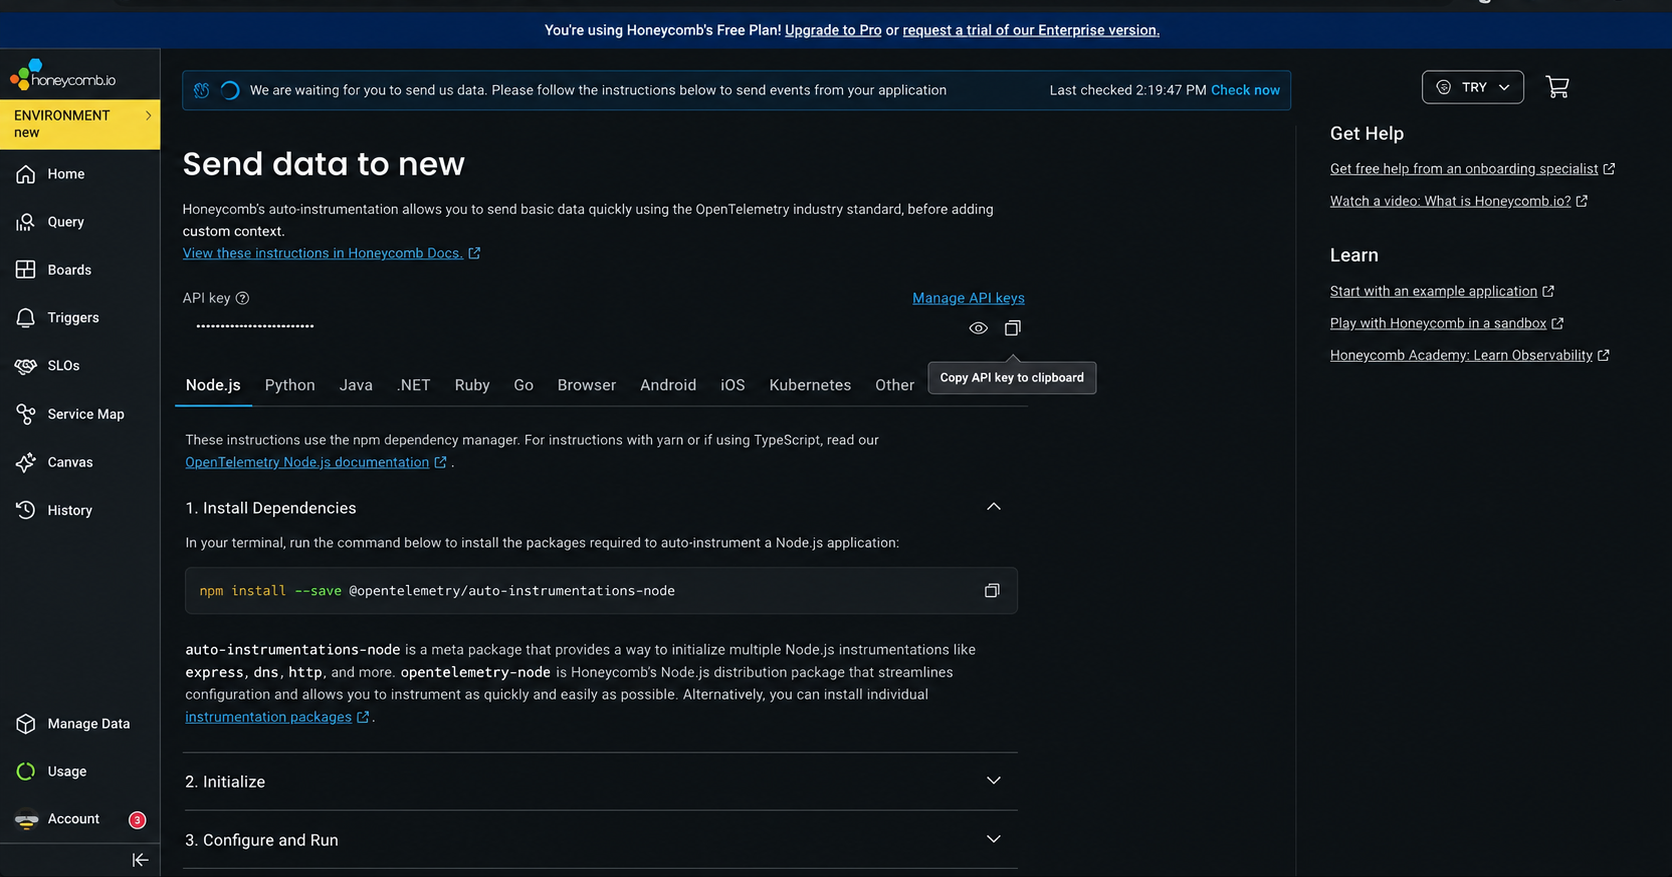 You're using Honeycomb's Free Plan! Upgrade to Pro or request a trial of our Enterprise version.
honeycomb.io
ENVIRONMENT
new
Home
Query
Boards
Triggers
SLOs
Service Map
Canvas
History
Manage Data
Usage
Account
3
We are waiting for you to send us data. Please follow the instructions below to send events from your application
Last checked 2:19:47 PM Check now
Send data to new
Honeycomb's auto-instrumentation allows you to send basic data quickly using the OpenTelemetry industry standard, before adding
custom context.
View these instructions in Honeycomb Docs.
API key
Manage API keys
••••••••••••••••••••••••
Copy API key to clipboard
Node.js Python Java .NET Ruby Go Browser Android iOS Kubernetes Other
These instructions use the npm dependency manager. For instructions with yarn or if using TypeScript, read our
OpenTelemetry Node.js documentation .
1. Install Dependencies
In your terminal, run the command below to install the packages required to auto-instrument a Node.js application:
npm install --save @opentelemetry/auto-instrumentations-node
auto-instrumentations-node is a meta package that provides a way to initialize multiple Node.js instrumentations like
express, dns, http, and more. opentelemetry-node is Honeycomb's Node.js distribution package that streamlines
configuration and allows you to instrument as quickly and easily as possible. Alternatively, you can install individual
instrumentation packages .
2. Initialize
3. Configure and Run
TRY
Get Help
Get free help from an onboarding specialist
Watch a video: What is Honeycomb.io?
Learn
Start with an example application
Play with Honeycomb in a sandbox
Honeycomb Academy: Learn Observability